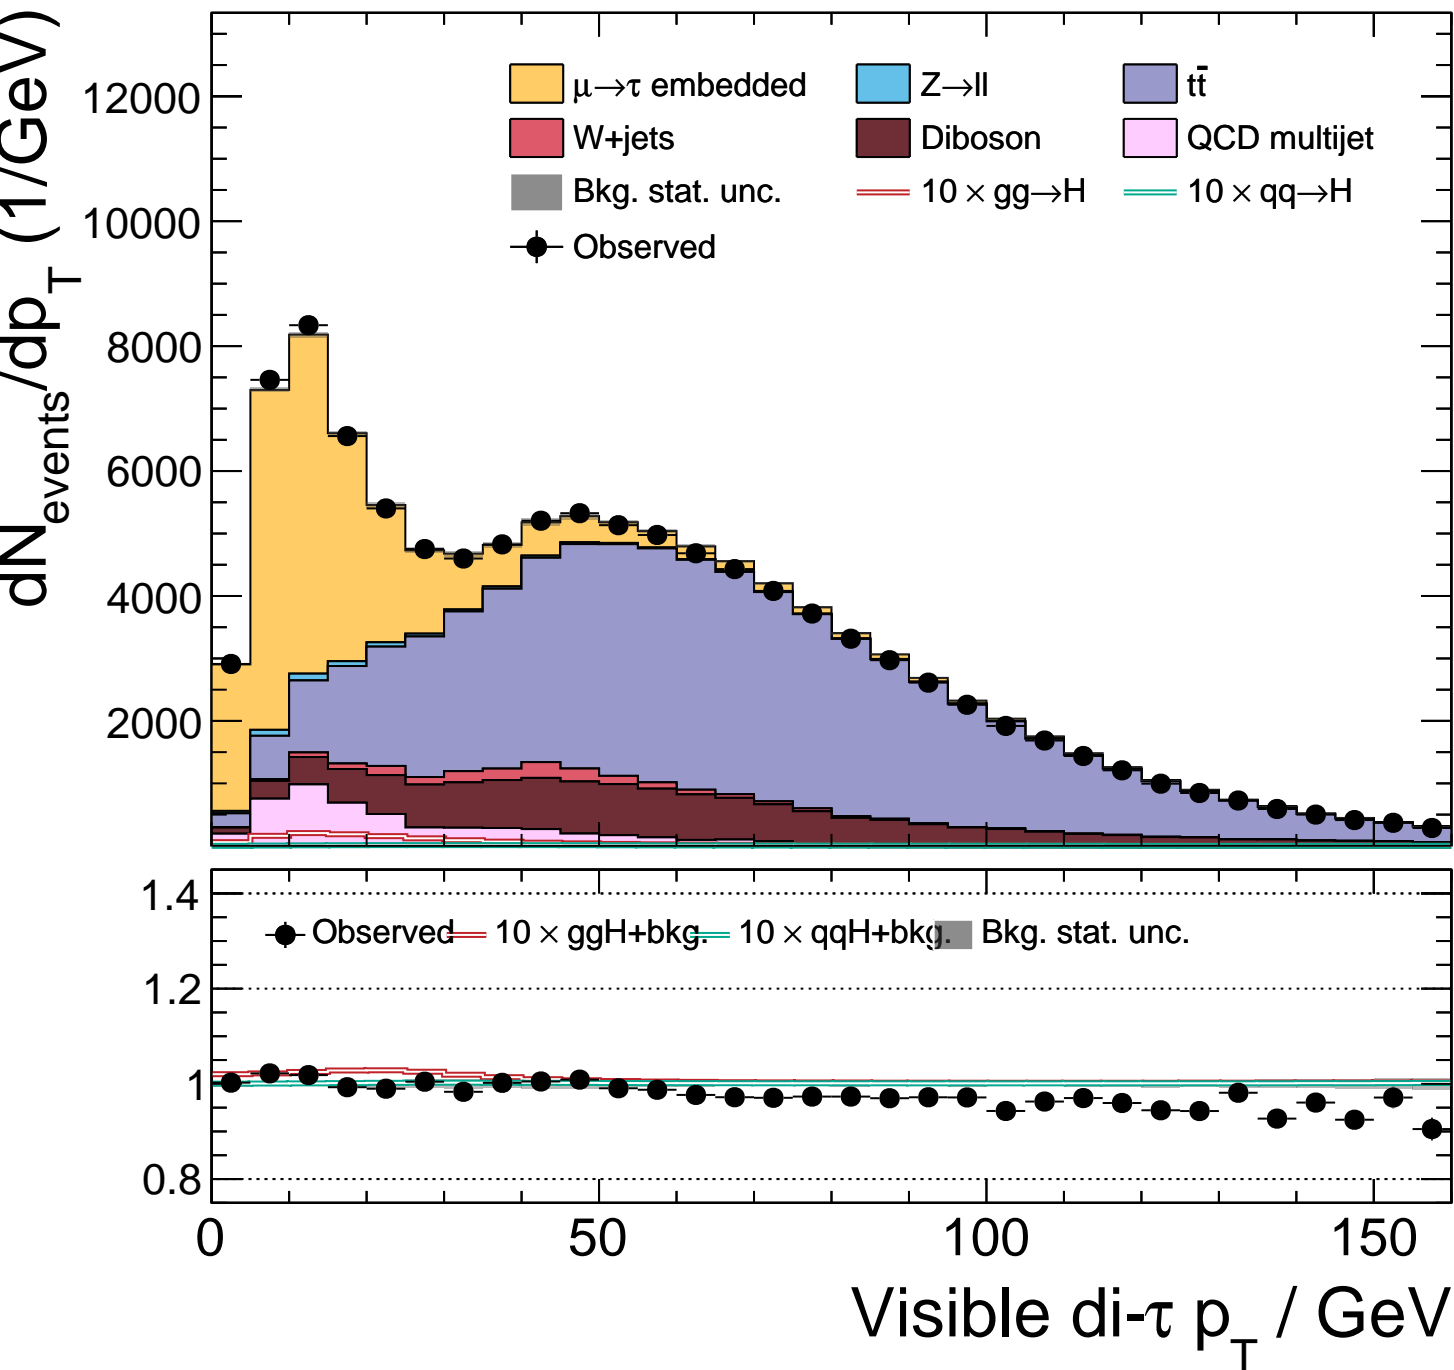 dN_events/dp_T (1/GeV)
12000
10000
8000
6000
4000
2000
μ→τ embedded Z→ll tt̄
W+jets Diboson QCD multijet
Bkg. stat. unc. 10 × gg→H 10 × qq→H
Observed
1.4
1.2
1
0.8
Observed 10 × ggH+bkg. 10 × qqH+bkg. Bkg. stat. unc.
0 50 100 150
Visible di-τ p_T / GeV